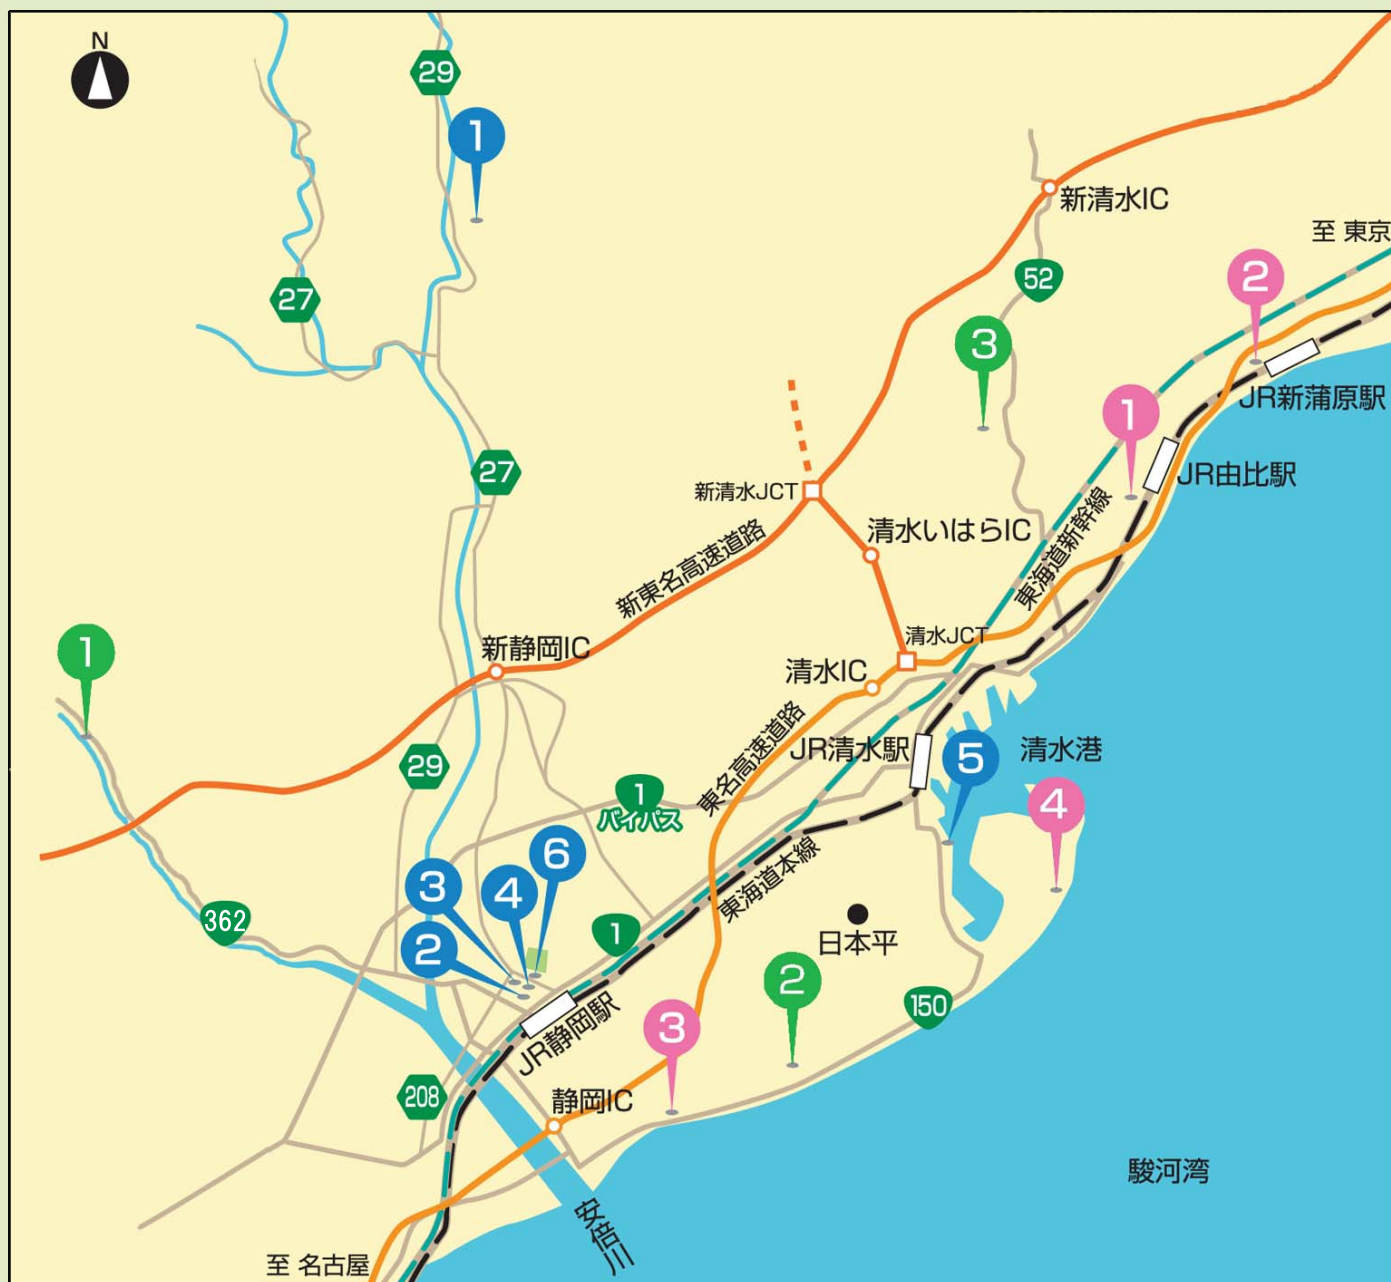 N
29
1
新清水IC
至 東京
52
2
27
3
JR新蒲原駅
1
JR由比駅
27
新清水JCT
清水いはらIC
東海道新幹線
新東名高速道路
清水JCT
新静岡IC
清水IC
1
東名高速道路
JR清水駅
清水港
5
29
1
バイパス
4
6
3
4
東海道本線
362
1
日本平
2
2
150
3
JR静岡駅
208
静岡IC
駿河湾
安倍川
至 名古屋